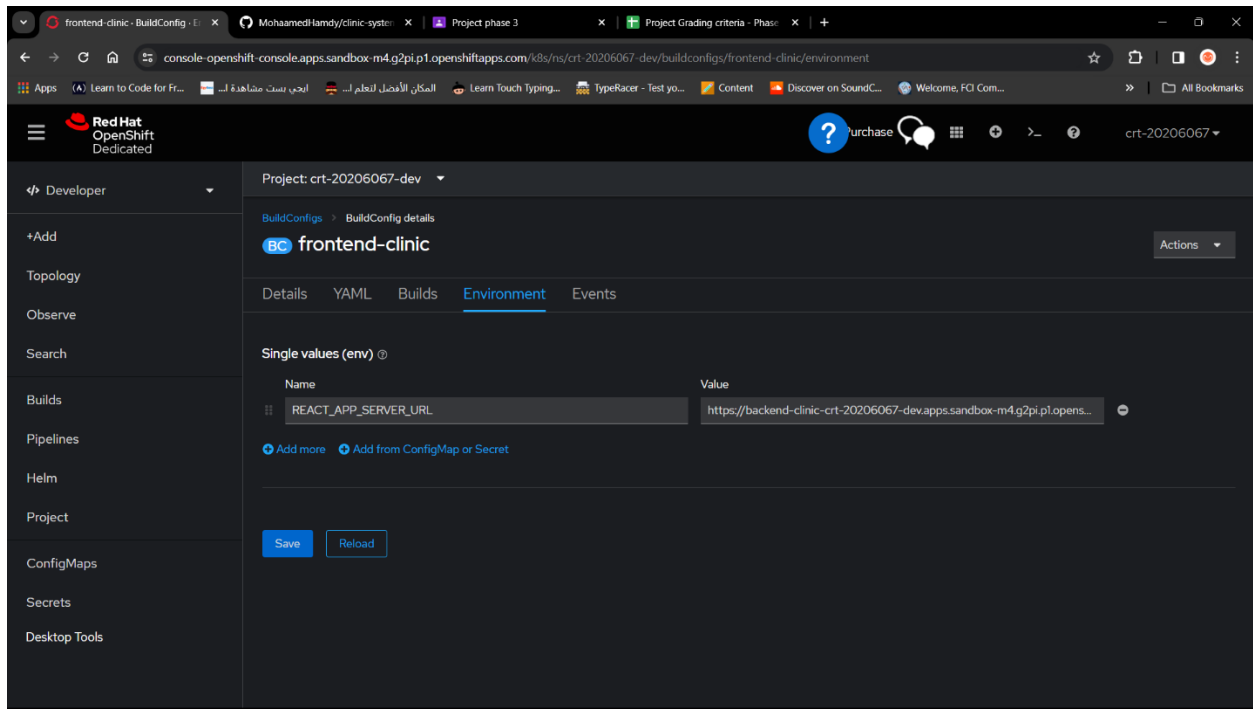 frontend-clinic · BuildConfig · E
MohaamedHamdy/clinic-system
Project phase 3
Project Grading criteria - Phase
console-openshift-console.apps.sandbox-m4.g2pi.p1.openshiftapps.com/k8s/ns/crt-20206067-dev/buildconfigs/frontend-clinic/environment
Apps
Learn to Code for Fr...
ايجي بست مشاهدة ا...
المكان الأفضل لتعلم ا...
Learn Touch Typing...
TypeRacer - Test yo...
Content
Discover on SoundC...
Welcome, FCI Com...
All Bookmarks
Red Hat
OpenShift
Dedicated
urchase
crt-20206067
Developer
Project: crt-20206067-dev
BuildConfigs > BuildConfig details
BC frontend-clinic
Actions
+Add
Topology
Observe
Search
Builds
Pipelines
Helm
Project
ConfigMaps
Secrets
Desktop Tools
Details YAML Builds Environment Events
Single values (env)
Name Value
REACT_APP_SERVER_URL https://backend-clinic-crt-20206067-dev.apps.sandbox-m4.g2pi.p1.opens...
Add more Add from ConfigMap or Secret
Save Reload